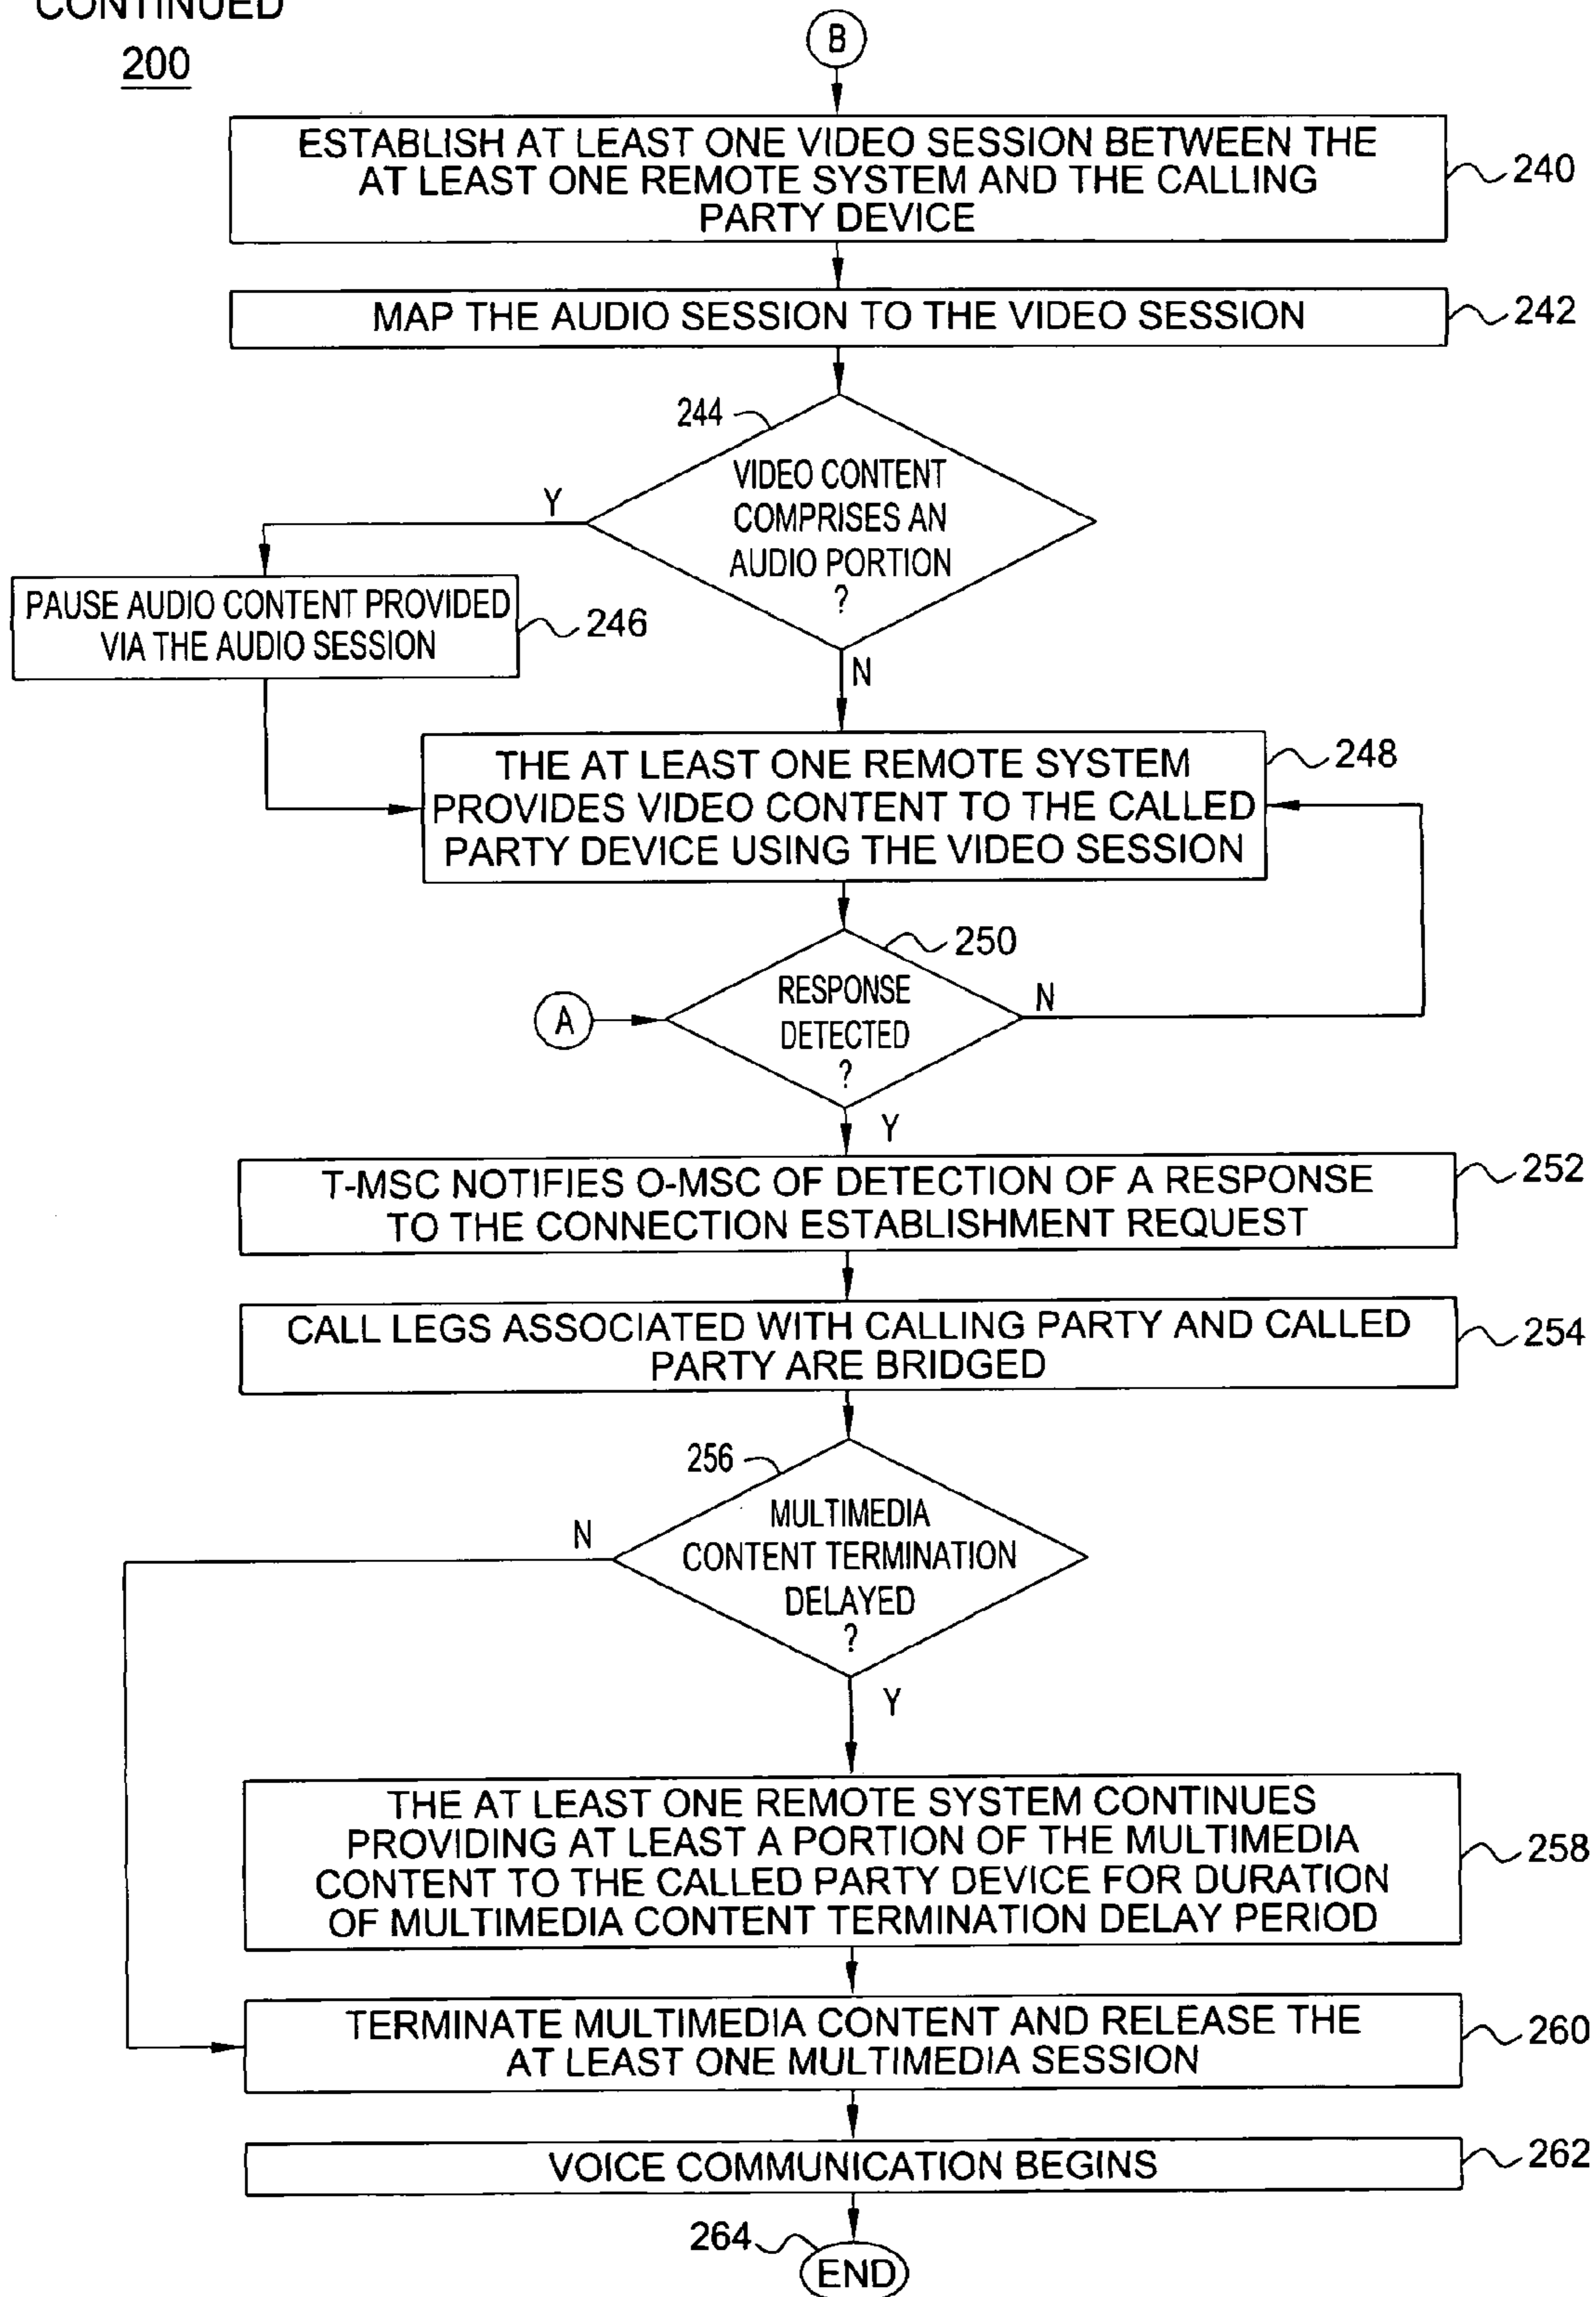 CONTINUED
200
B
ESTABLISH AT LEAST ONE VIDEO SESSION BETWEEN THE
AT LEAST ONE REMOTE SYSTEM AND THE CALLING
PARTY DEVICE
240
MAP THE AUDIO SESSION TO THE VIDEO SESSION
242
244
VIDEO CONTENT
COMPRISES AN
AUDIO PORTION
?
Y
N
PAUSE AUDIO CONTENT PROVIDED
VIA THE AUDIO SESSION
246
THE AT LEAST ONE REMOTE SYSTEM
PROVIDES VIDEO CONTENT TO THE CALLED
PARTY DEVICE USING THE VIDEO SESSION
248
250
A
RESPONSE
DETECTED
?
N
Y
T-MSC NOTIFIES O-MSC OF DETECTION OF A RESPONSE
TO THE CONNECTION ESTABLISHMENT REQUEST
252
CALL LEGS ASSOCIATED WITH CALLING PARTY AND CALLED
PARTY ARE BRIDGED
254
256
MULTIMEDIA
CONTENT TERMINATION
DELAYED
?
N
Y
THE AT LEAST ONE REMOTE SYSTEM CONTINUES
PROVIDING AT LEAST A PORTION OF THE MULTIMEDIA
CONTENT TO THE CALLED PARTY DEVICE FOR DURATION
OF MULTIMEDIA CONTENT TERMINATION DELAY PERIOD
258
TERMINATE MULTIMEDIA CONTENT AND RELEASE THE
AT LEAST ONE MULTIMEDIA SESSION
260
VOICE COMMUNICATION BEGINS
262
264
END